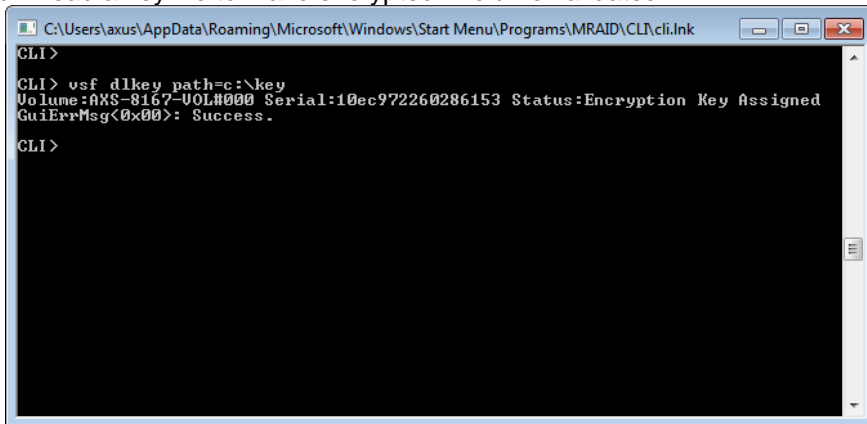 C:\Users\axus\AppData\Roaming\Microsoft\Windows\Start Menu\Programs\MRAID\CLI\cli.lnk
CLI>
CLI> vsf dlkey path=c:\key
Volume:AXS-8167-VOL#000 Serial:10ec972260286153 Status:Encryption Key Assigned
GuiErrMsg<0x00>: Success.
CLI>